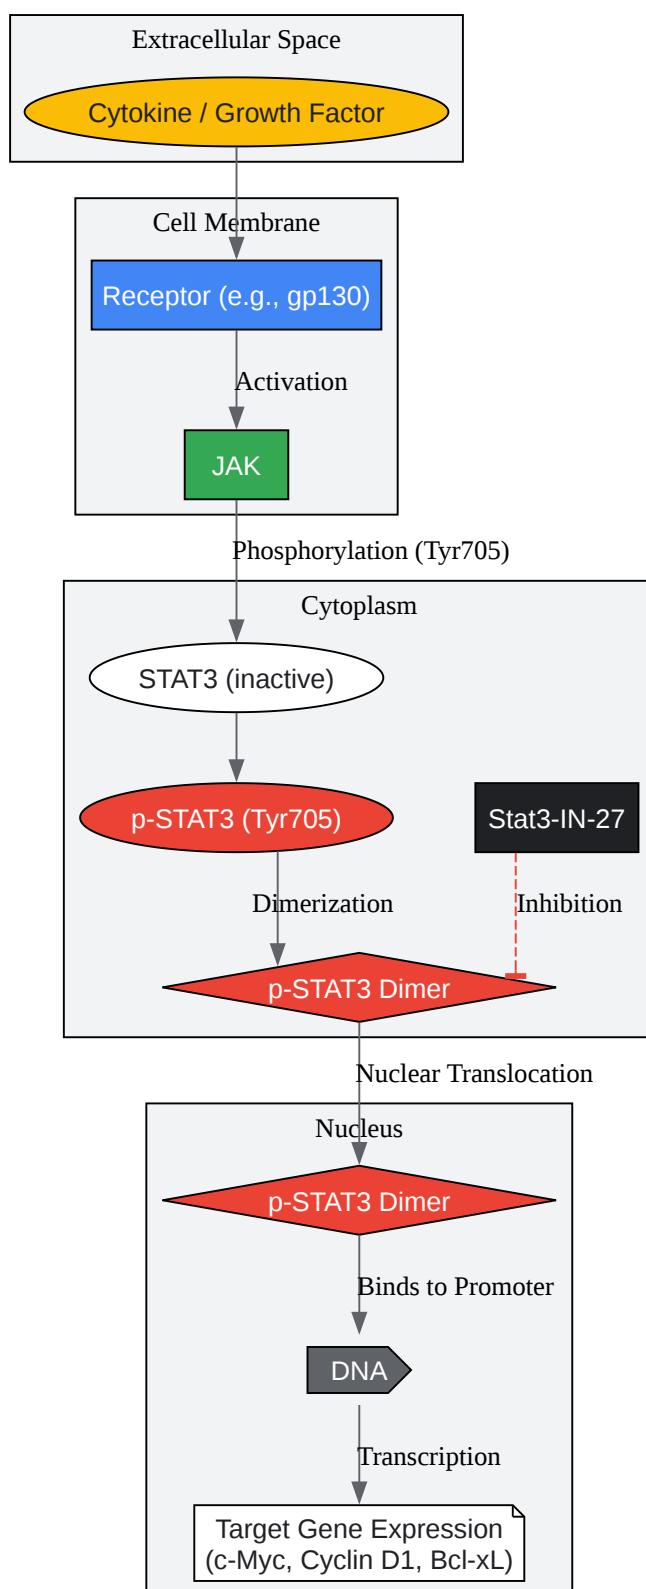 Extracellular Space
Cytokine / Growth Factor
Cell Membrane
Receptor (e.g., gp130)
Activation
JAK
Phosphorylation (Tyr705)
Cytoplasm
STAT3 (inactive)
p-STAT3 (Tyr705)
Stat3-IN-27
Dimerization
Inhibition
p-STAT3 Dimer
Nuclear Translocation
Nucleus
p-STAT3 Dimer
Binds to Promoter
DNA
Transcription
Target Gene Expression
(c-Myc, Cyclin D1, Bcl-xL)